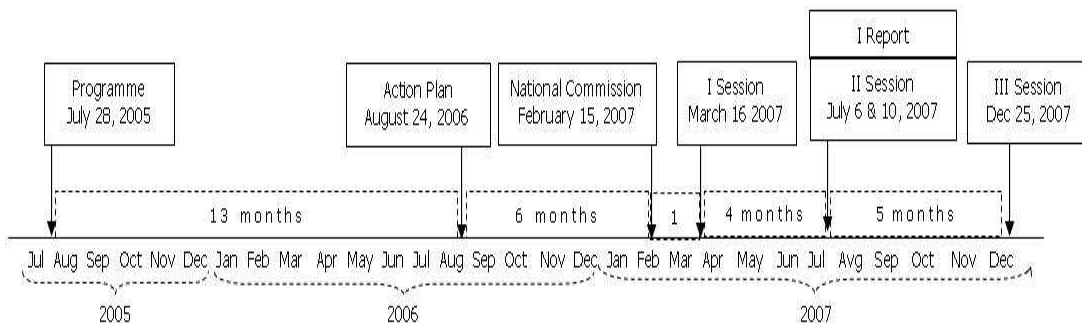 I Report
Programme
July 28, 2005
Action Plan
August 24, 2006
National Commission
February 15, 2007
I Session
March 16 2007
II Session
July 6 & 10, 2007
III Session
Dec 25, 2007
13 months
6 months
1
4 months
5 months
Jul Aug Sep Oct Nov Dec Jan Feb Mar Apr May Jun Jul Aug Sep Oct Nov Dec Jan Feb Mar Apr May Jun Jul Avg Sep Oct Nov Dec
2005
2006
2007